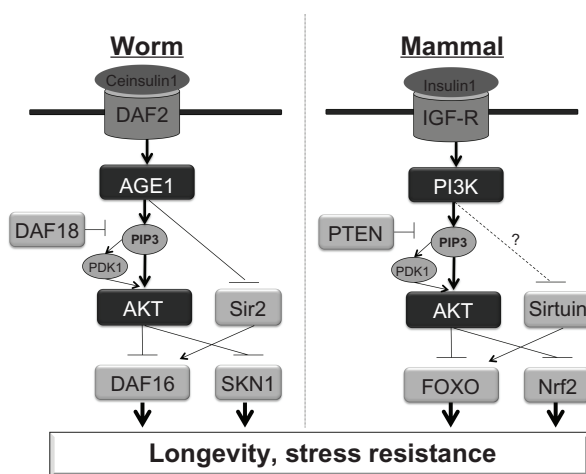 Worm
Mammal
Ceinsulin1
DAF2
AGE1
DAF18
PIP3
PDK1
AKT
Sir2
DAF16
SKN1
Insulin1
IGF-R
PI3K
PTEN
PIP3
?
PDK1
AKT
Sirtuin
FOXO
Nrf2
Longevity, stress resistance